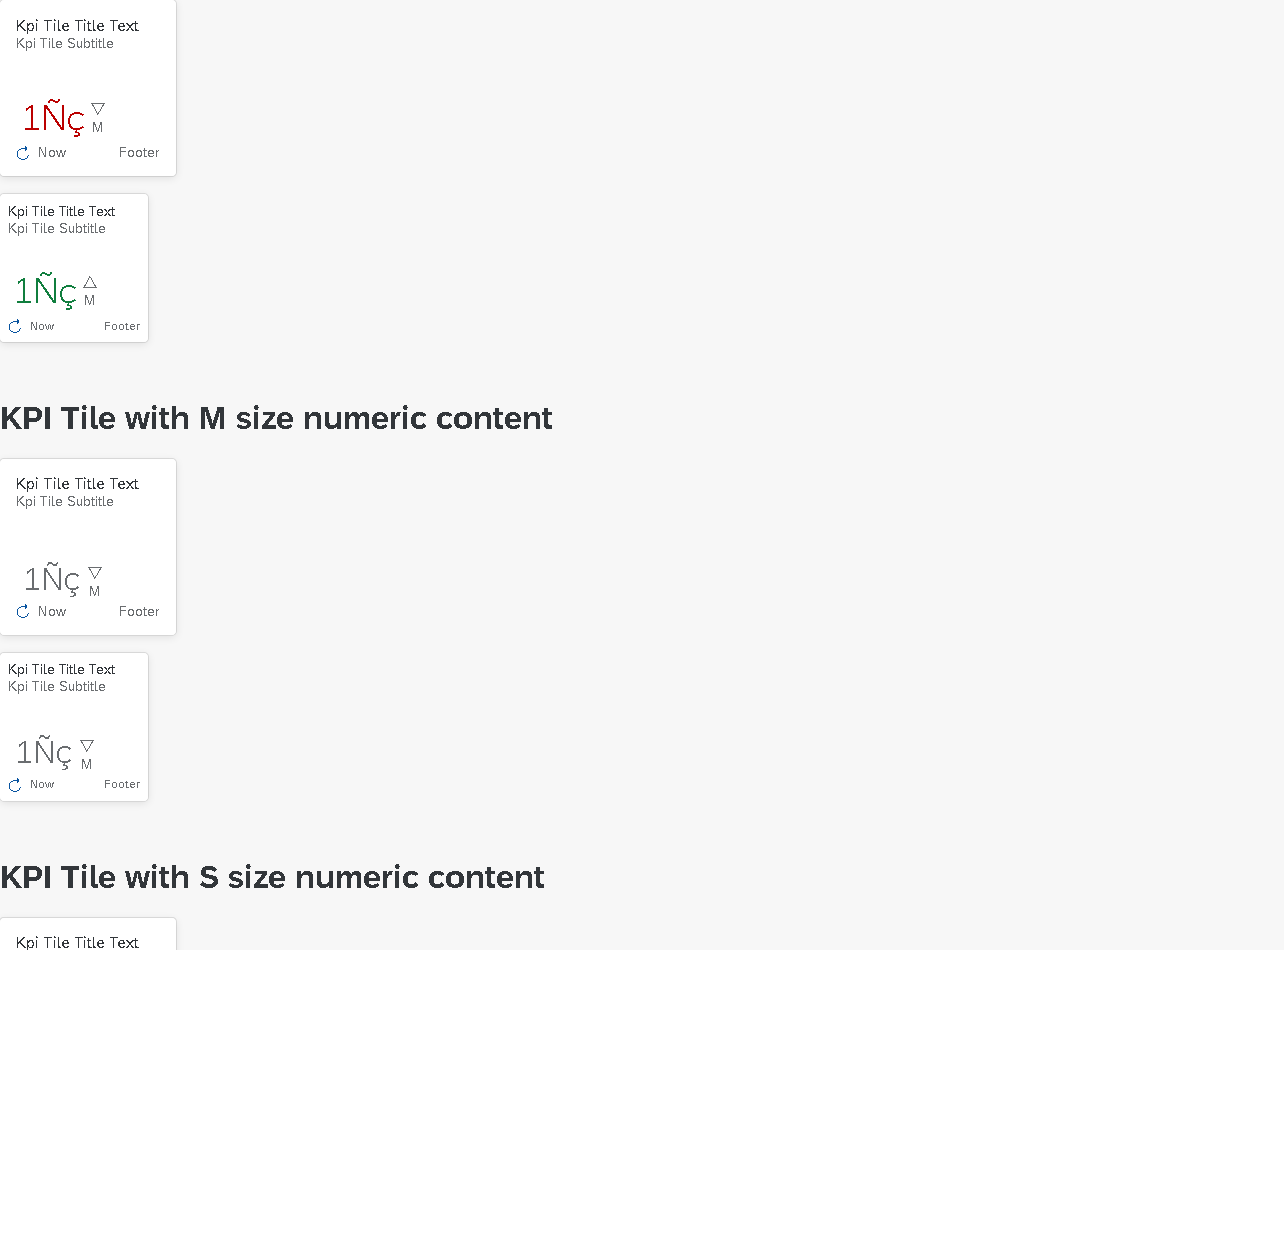 Kpi Tile Title Text
Kpi Tile Subtitle
1Ñç
M
Now Footer
Kpi Tile Title Text
Kpi Tile Subtitle
1Ñç
M
Now Footer
KPI Tile with M size numeric content
Kpi Tile Title Text
Kpi Tile Subtitle
1Ñç
M
Now Footer
Kpi Tile Title Text
Kpi Tile Subtitle
1Ñç
M
Now Footer
KPI Tile with S size numeric content
Kpi Tile Title Text